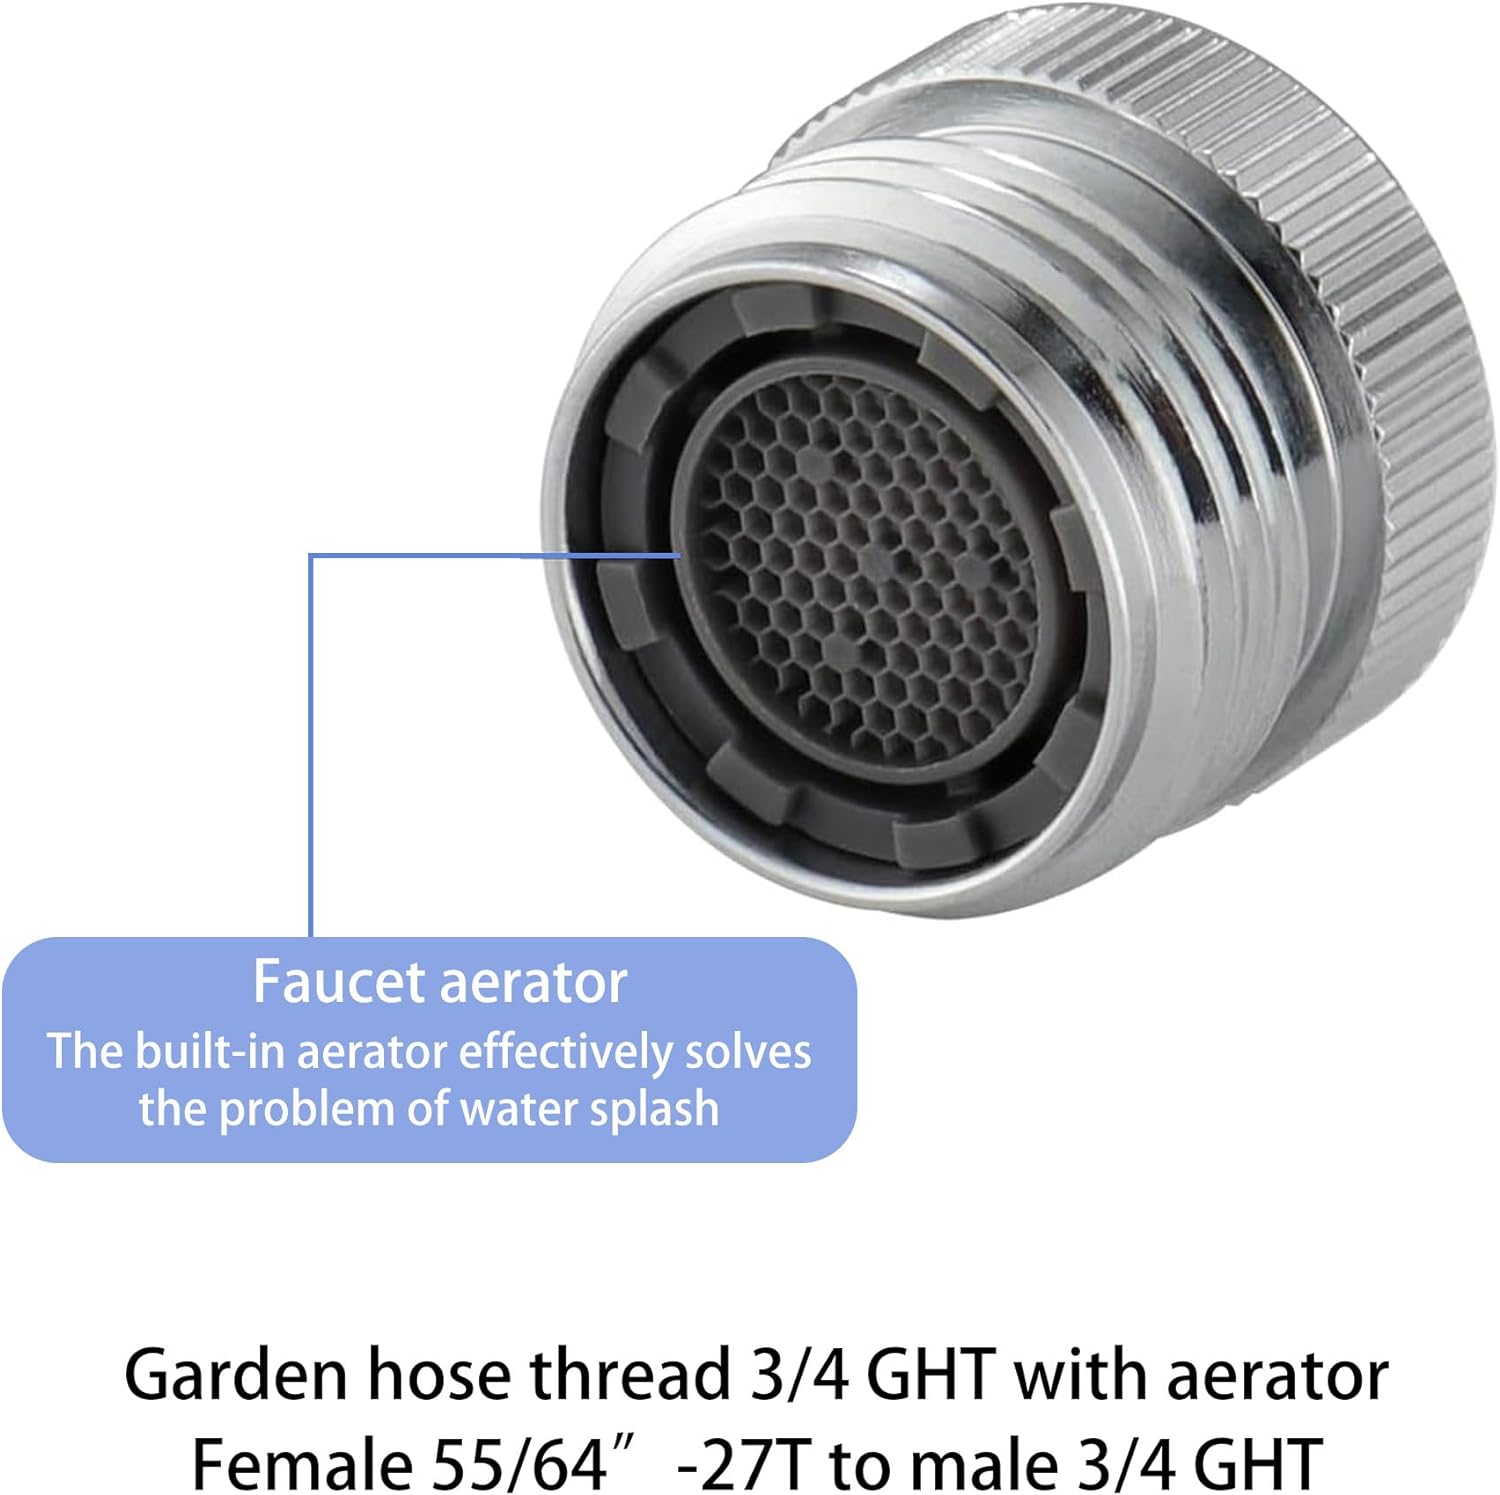 Faucet aerator
The built-in aerator effectively solves
the problem of water splash
Garden hose thread 3/4 GHT with aerator
Female 55/64″ -27T to male 3/4 GHT